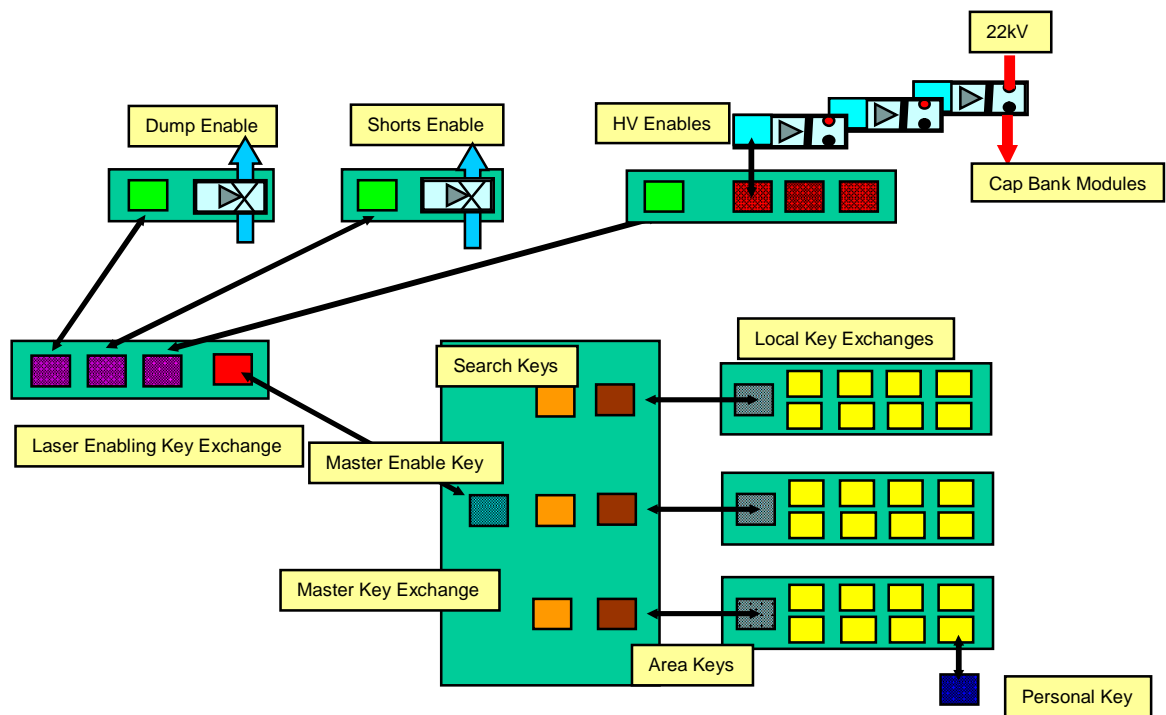 22kV
Dump Enable
Shorts Enable
HV Enables
Cap Bank Modules
Local Key Exchanges
Search Keys
Laser Enabling Key Exchange
Master Enable Key
Master Key Exchange
Area Keys
Personal Key